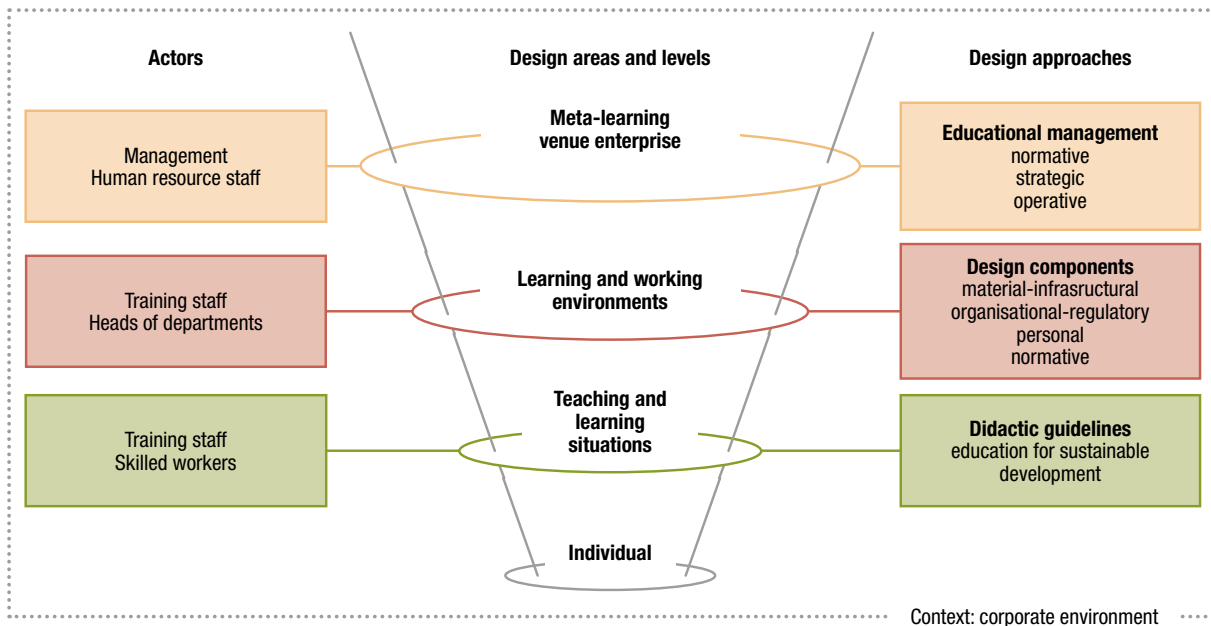 Actors
Design areas and levels
Design approaches
Management
Human resource staff
Meta-learning
venue enterprise
Educational management
normative
strategic
operative
Training staff
Heads of departments
Learning and working
environments
Design components
material-infrasructural
organisational-regulatory
personal
normative
Training staff
Skilled workers
Teaching and
learning
situations
Didactic guidelines
education for sustainable
development
Individual
Context: corporate environment